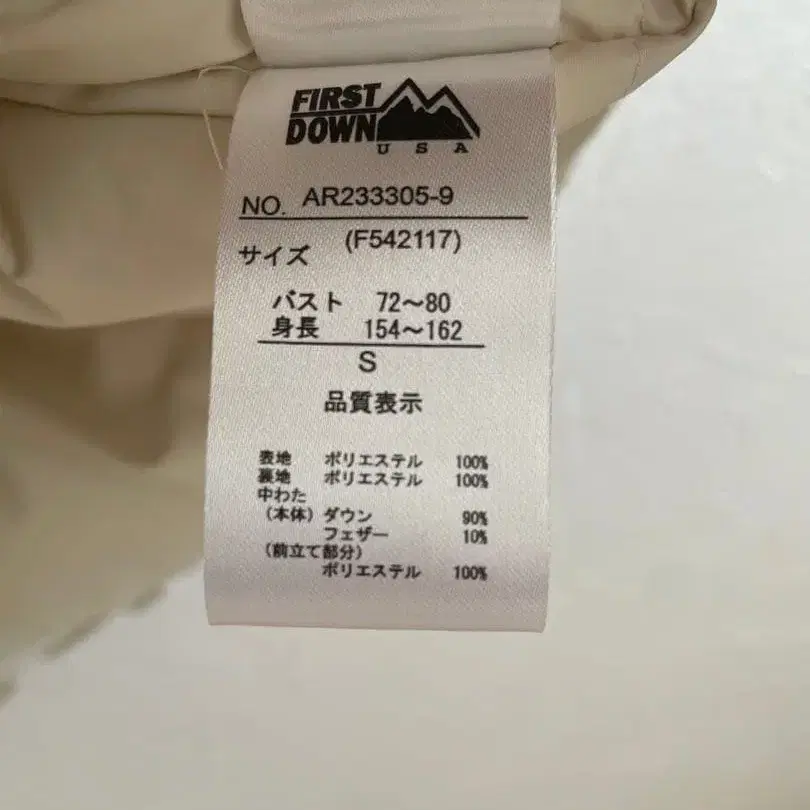 FIRST
DOWN
USA
NO. AR233305-9
サイズ (F542117)
バスト 72～80
身長 154～162
S
品質表示
表地 ポリエステル 100%
裏地 ポリエステル 100%
中わた
(本体) ダウン 90%
フェザー 10%
(前立て部分)
ポリエステル 100%